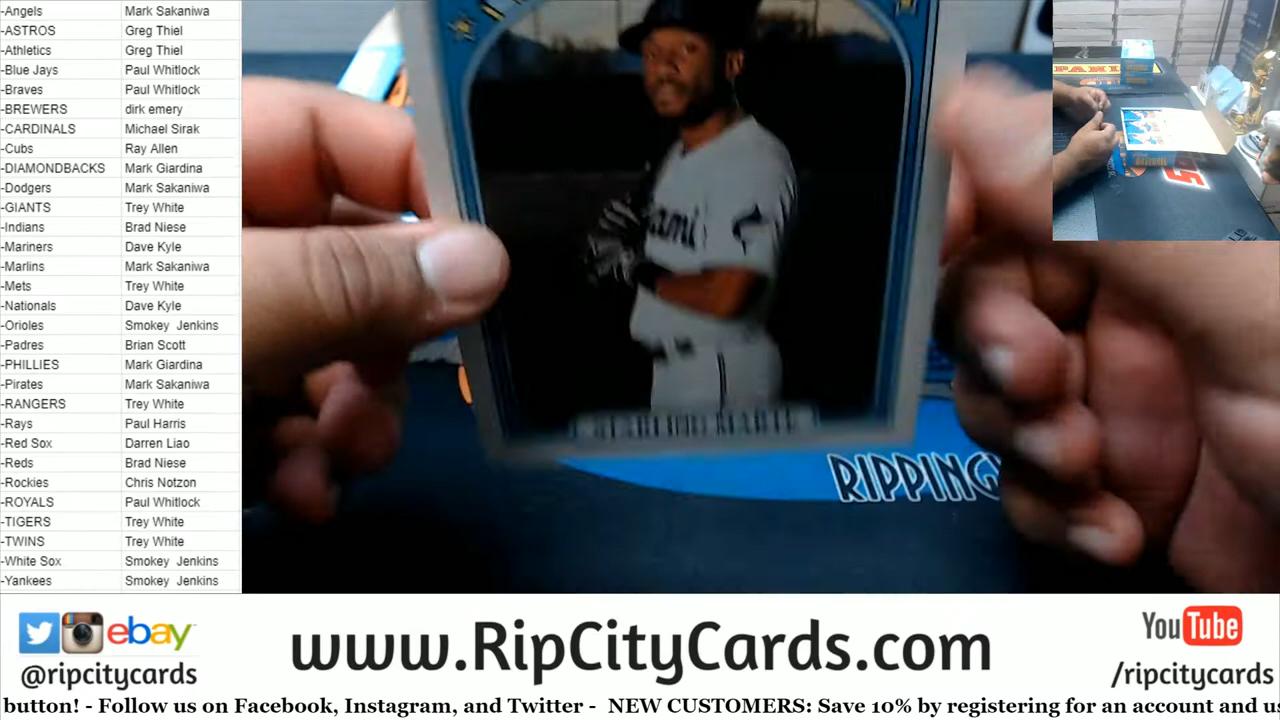 -Angels Mark Sakaniwa
-ASTROS Greg Thiel
-Athletics Greg Thiel
-Blue Jays Paul Whitlock
-Braves Paul Whitlock
-BREWERS dirk emery
-CARDINALS Michael Sirak
-Cubs Ray Allen
-DIAMONDBACKS Mark Giardina
-Dodgers Mark Sakaniwa
-GIANTS Trey White
-Indians Brad Niese
-Mariners Dave Kyle
-Marlins Mark Sakaniwa
-Mets Trey White
-Nationals Dave Kyle
-Orioles Smokey Jenkins
-Padres Brian Scott
-PHILLIES Mark Giardina
-Pirates Mark Sakaniwa
-RANGERS Trey White
-Rays Paul Harris
-Red Sox Darren Liao
-Reds Brad Niese
-Rockies Chris Notzon
-ROYALS Paul Whitlock
-TIGERS Trey White
-TWINS Trey White
-White Sox Smokey Jenkins
-Yankees Smokey Jenkins
STARLING MARTE
RIPPING
ebay
@ripcitycards
www.RipCityCards.com
YouTube
/ripcitycards
button! - Follow us on Facebook, Instagram, and Twitter - NEW CUSTOMERS: Save 10% by registering for an account and us